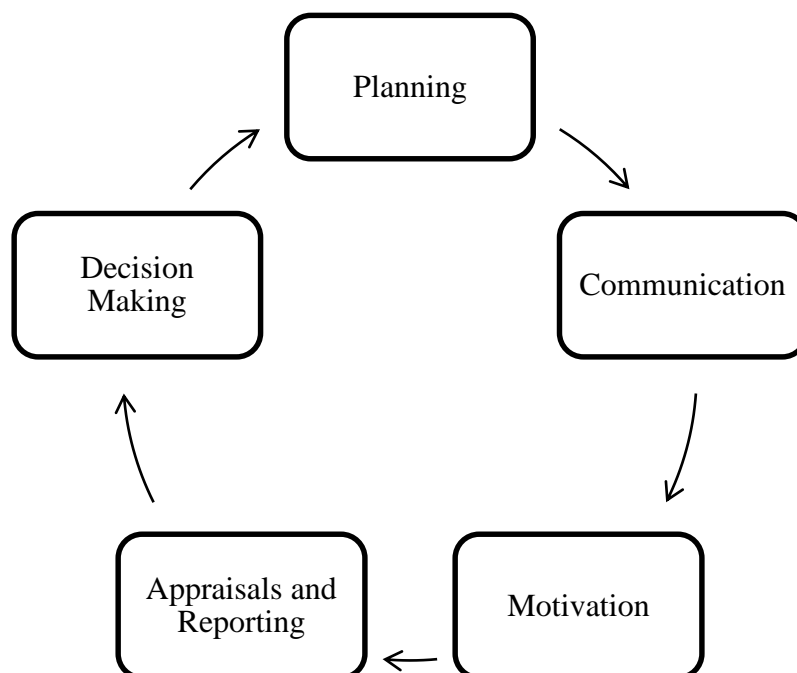 Planning
Communication
Motivation
Appraisals and
Reporting
Decision
Making